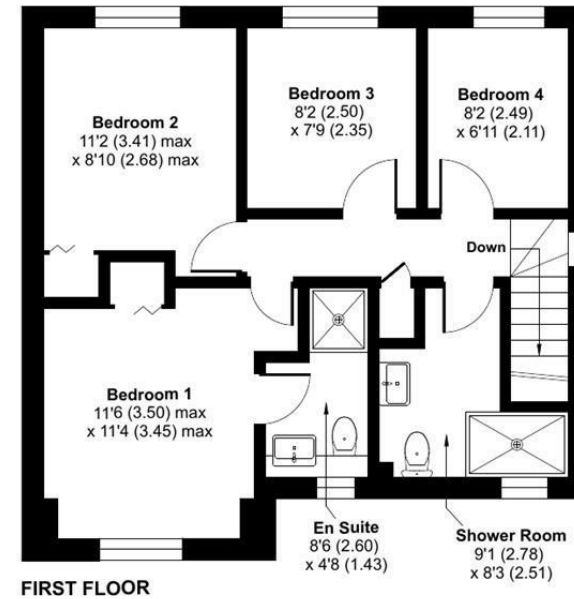 Bedroom 2
11'2 (3.41) max
x 8'10 (2.68) max
Bedroom 3
8'2 (2.50)
x 7'9 (2.35)
Bedroom 4
8'2 (2.49)
x 6'11 (2.11)
Down
Bedroom 1
11'6 (3.50) max
x 11'4 (3.45) max
En Suite
8'6 (2.60)
x 4'8 (1.43)
Shower Room
9'1 (2.78)
x 8'3 (2.51)
FIRST FLOOR